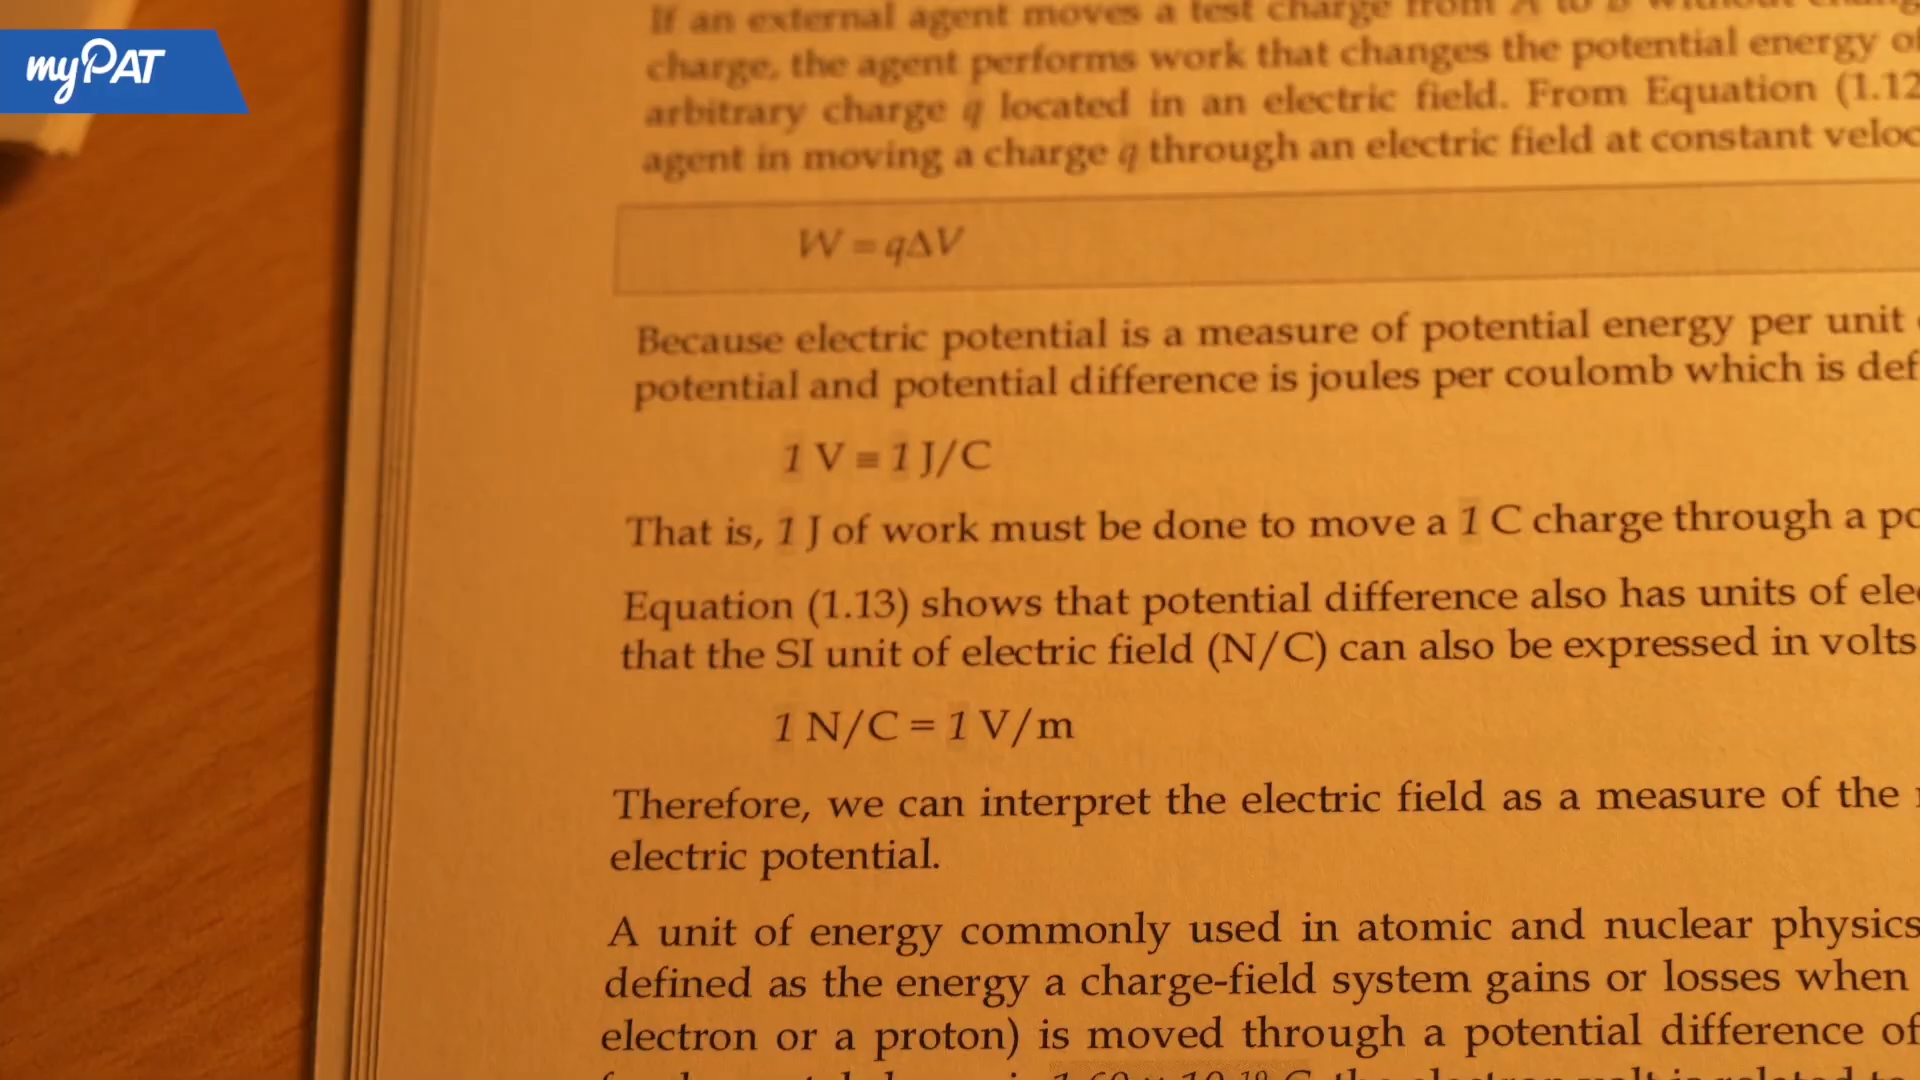 myPAT
If an external agent moves a test charge from A to B without
charge, the agent performs work that changes the potential energy of
arbitrary charge q located in an electric field. From Equation (1.12
agent in moving a charge q through an electric field at constant veloc
W = qΔV
Because electric potential is a measure of potential energy per unit
potential and potential difference is joules per coulomb which is def
1 V ≡ 1 J/C
That is, 1 J of work must be done to move a 1 C charge through a po
Equation (1.13) shows that potential difference also has units of ele
that the SI unit of electric field (N/C) can also be expressed in volts
1 N/C = 1 V/m
Therefore, we can interpret the electric field as a measure of the
electric potential.
A unit of energy commonly used in atomic and nuclear physics
defined as the energy a charge-field system gains or losses when
electron or a proton) is moved through a potential difference of